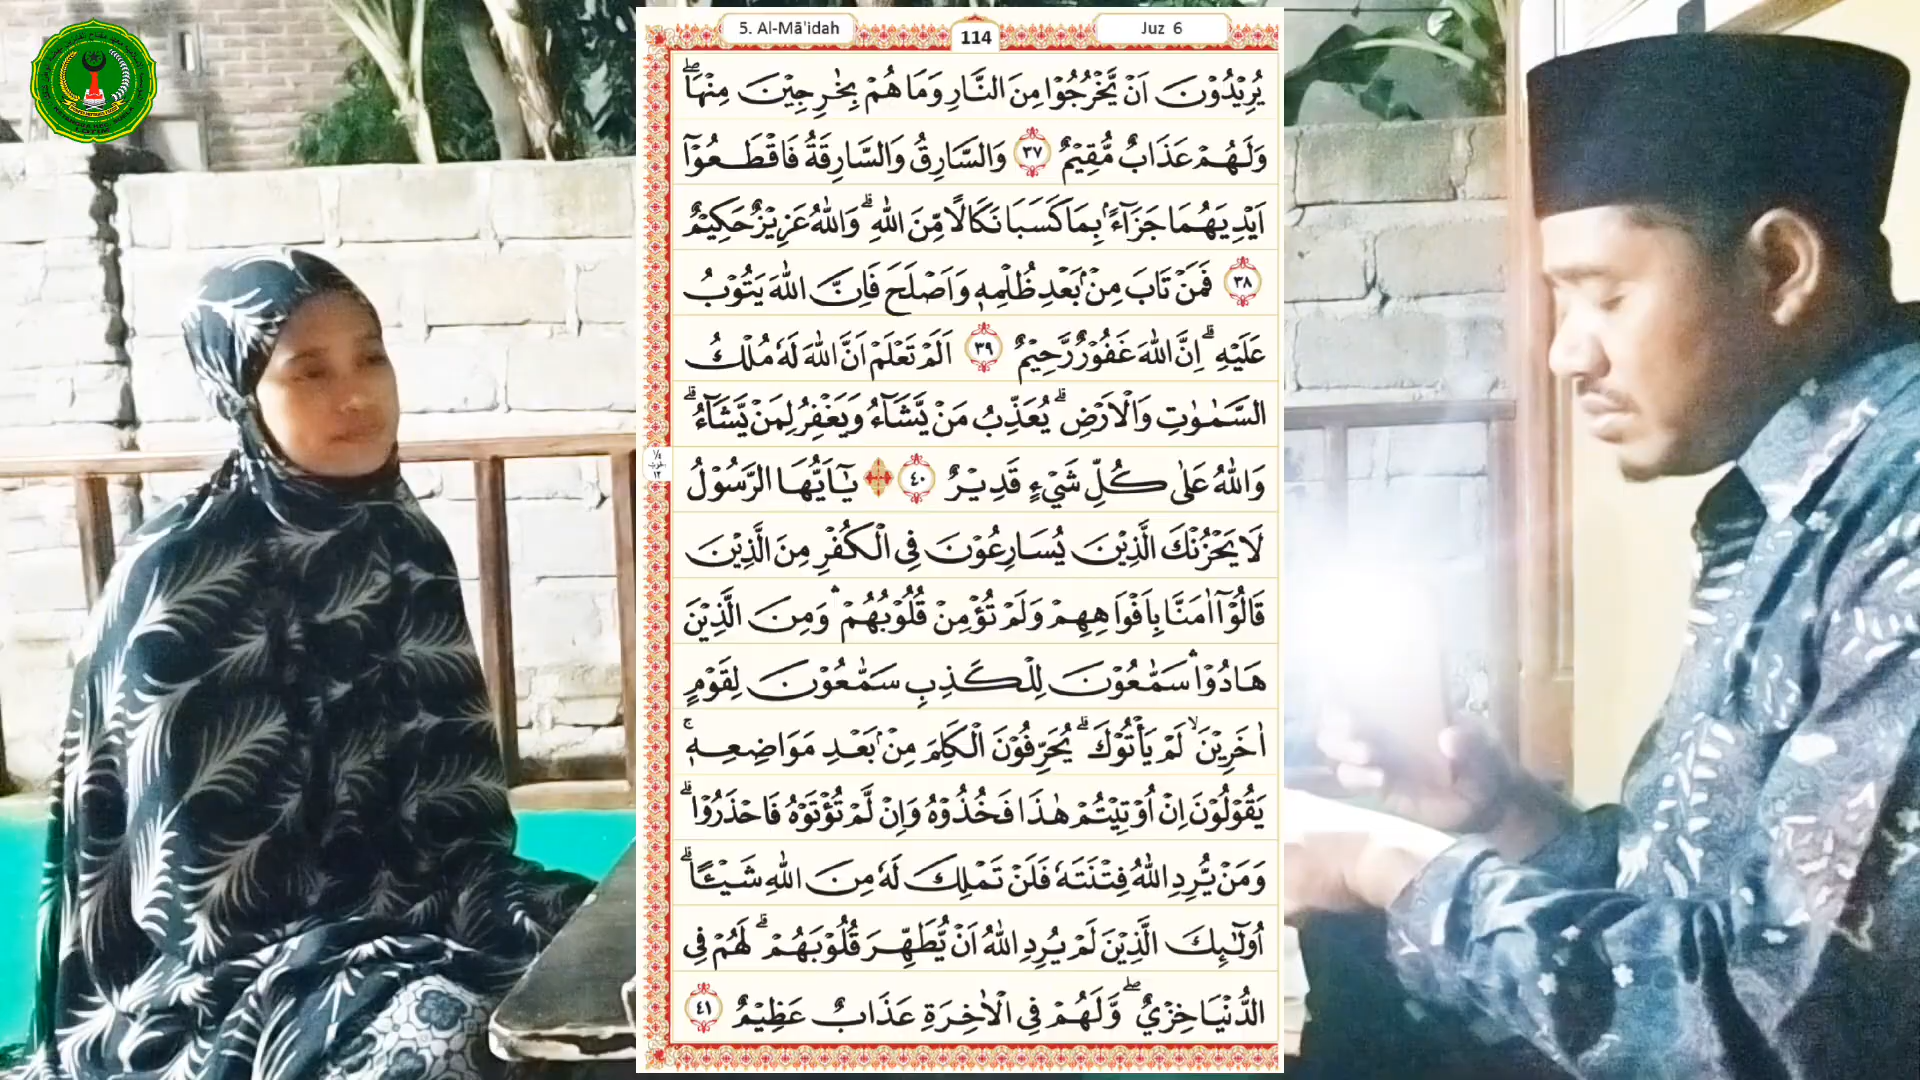 5. Al-Mā'idah
114
Juz 6
يُرِيْدُوْنَ اَنْ يَّخْرُجُوْا مِنَ النَّارِ وَمَا هُمْ بِخٰرِجِيْنَ مِنْهَا ۖ
وَلَهُمْ عَذَابٌ مُّقِيْمٌ ٣٧ وَالسَّارِقُ وَالسَّارِقَةُ فَاقْطَعُوْٓا
اَيْدِيَهُمَا جَزَاۤءًۢ بِمَا كَسَبَا نَكَالًا مِّنَ اللّٰهِ ۗ وَاللّٰهُ عَزِيْزٌ حَكِيْمٌ
٣٨ فَمَنْ تَابَ مِنْۢ بَعْدِ ظُلْمِهٖ وَاَصْلَحَ فَاِنَّ اللّٰهَ يَتُوْبُ
عَلَيْهِ ۗ اِنَّ اللّٰهَ غَفُوْرٌ رَّحِيْمٌ ٣٩ اَلَمْ تَعْلَمْ اَنَّ اللّٰهَ لَهٗ مُلْكُ
السَّمٰوٰتِ وَالْاَرْضِ ۗ يُعَذِّبُ مَنْ يَّشَاۤءُ وَيَغْفِرُ لِمَنْ يَّشَاۤءُ ۗ
وَاللّٰهُ عَلٰى كُلِّ شَيْءٍ قَدِيْرٌ ٤٠ يٰٓاَيُّهَا الرَّسُوْلُ
لَا يَحْزُنْكَ الَّذِيْنَ يُسَارِعُوْنَ فِى الْكُفْرِ مِنَ الَّذِيْنَ
قَالُوْٓا اٰمَنَّا بِاَفْوَاهِهِمْ وَلَمْ تُؤْمِنْ قُلُوْبُهُمْ ۛ وَمِنَ الَّذِيْنَ
هَادُوْا ۛ سَمّٰعُوْنَ لِلْكَذِبِ سَمّٰعُوْنَ لِقَوْمٍ
اٰخَرِيْنَ ۙ لَمْ يَأْتُوْكَ ۗ يُحَرِّفُوْنَ الْكَلِمَ مِنْۢ بَعْدِ مَوَاضِعِهٖ ۚ
يَقُوْلُوْنَ اِنْ اُوْتِيْتُمْ هٰذَا فَخُذُوْهُ وَاِنْ لَّمْ تُؤْتَوْهُ فَاحْذَرُوْا ۗ
وَمَنْ يُّرِدِ اللّٰهُ فِتْنَتَهٗ فَلَنْ تَمْلِكَ لَهٗ مِنَ اللّٰهِ شَيْـًٔا ۗ
اُولٰۤىِٕكَ الَّذِيْنَ لَمْ يُرِدِ اللّٰهُ اَنْ يُّطَهِّرَ قُلُوْبَهُمْ ۗ لَهُمْ فِى
الدُّنْيَا خِزْيٌ ۖ وَّلَهُمْ فِى الْاٰخِرَةِ عَذَابٌ عَظِيْمٌ ٤١